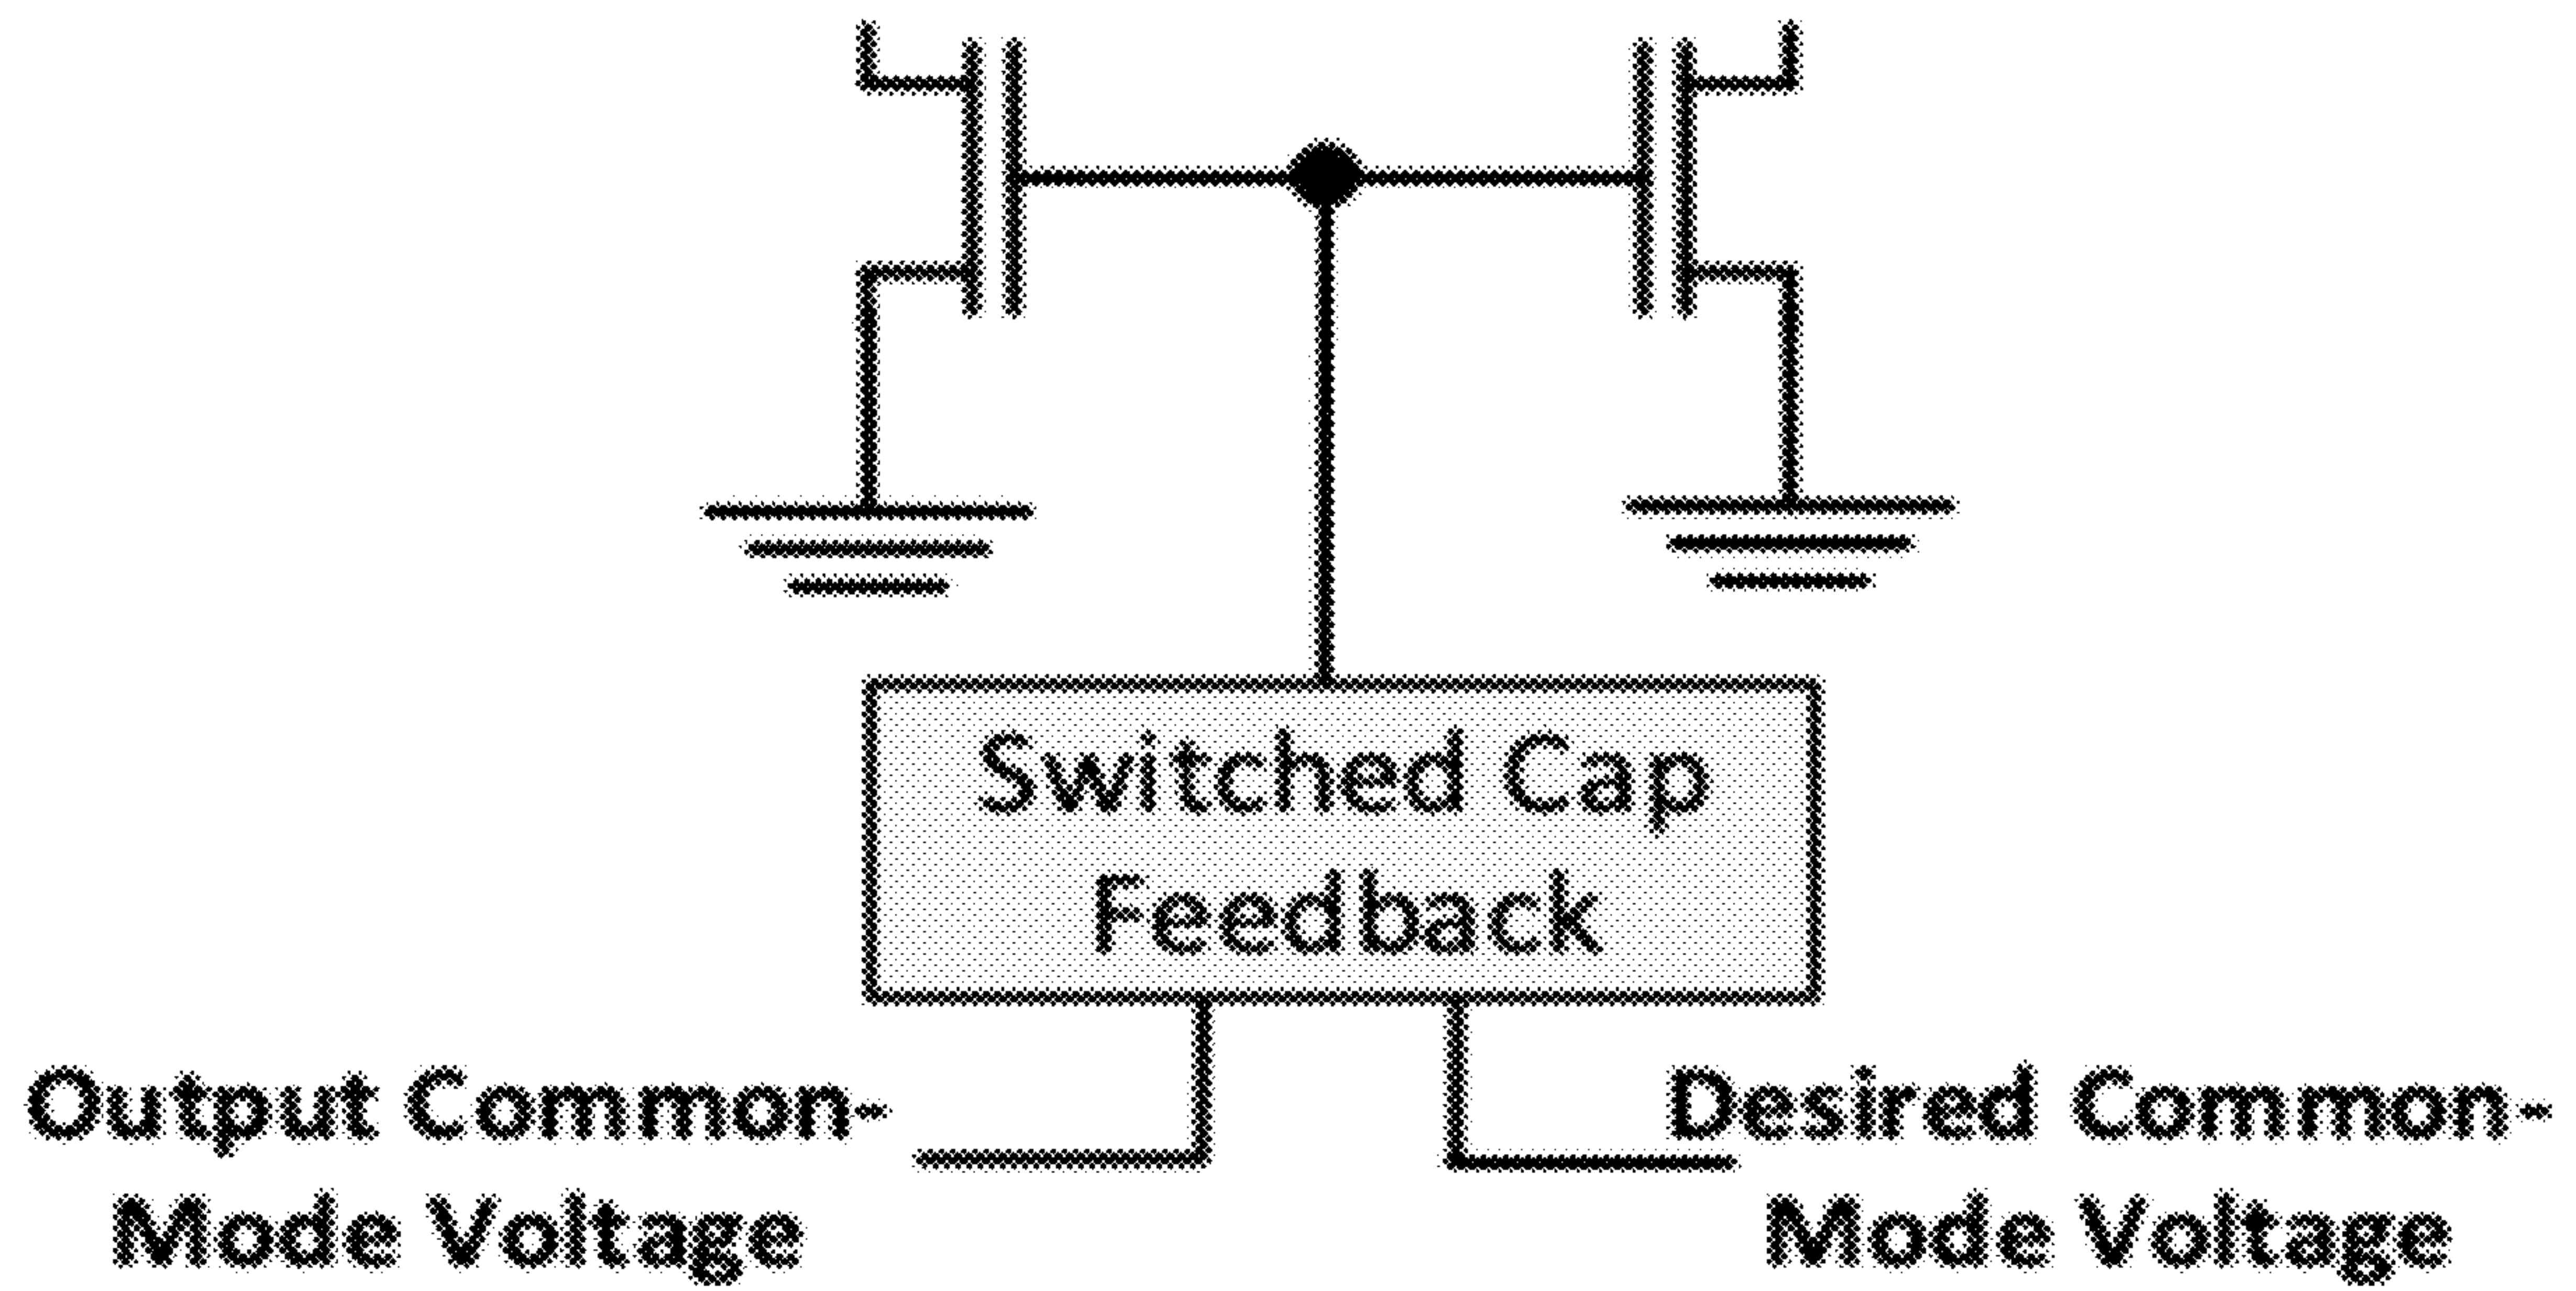 Switched Cap
Feedback
Output Common-
Mode Voltage
Desired Common-
Mode Voltage